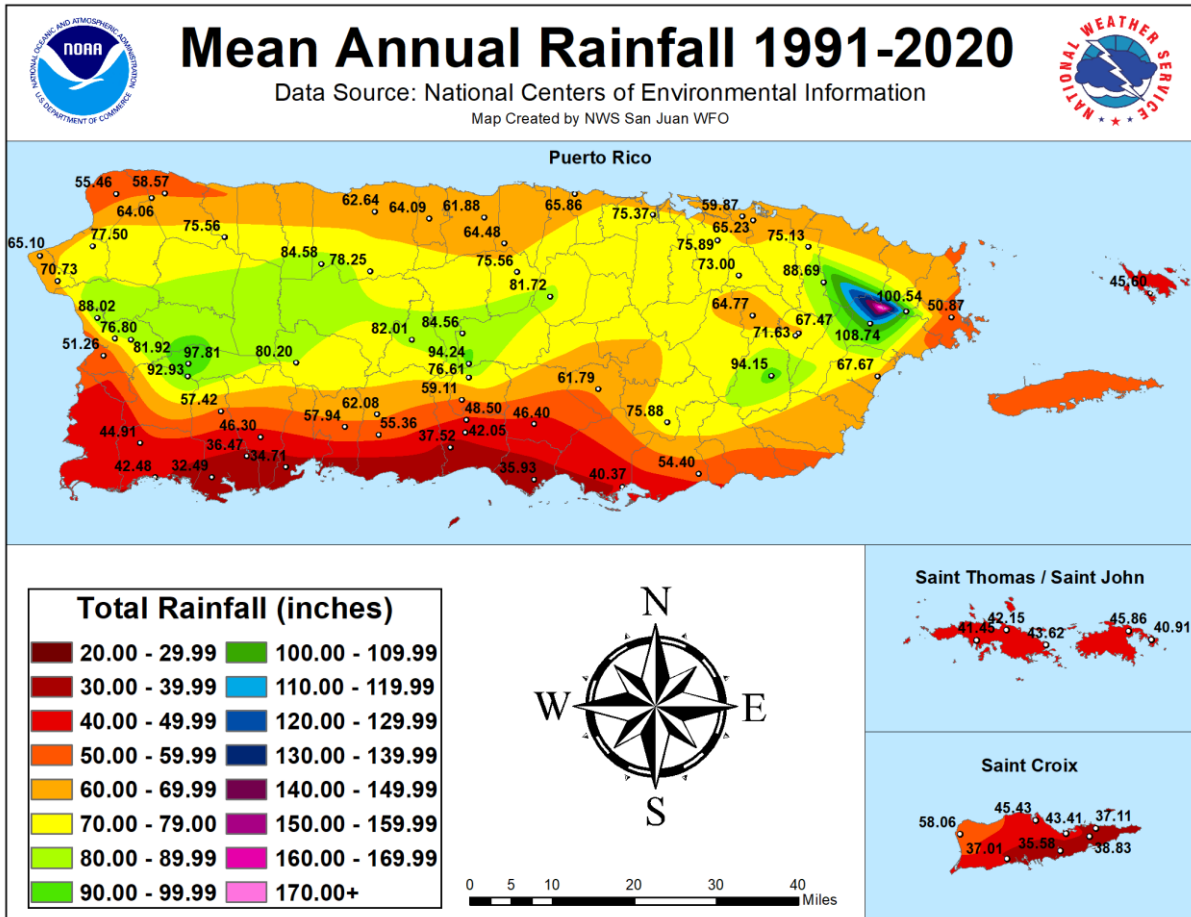 NATIONAL OCEANIC AND ATMOSPHERIC ADMINISTRATION
NOAA
U.S. DEPARTMENT OF COMMERCE
Mean Annual Rainfall 1991-2020
Data Source: National Centers of Environmental Information
Map Created by NWS San Juan WFO
NATIONAL WEATHER SERVICE
Puerto Rico
55.46 58.57
64.06
62.64
64.09
61.88
65.86
75.37
59.87
65.23
65.10
77.50
75.56
64.48
75.89
75.13
70.73
84.58
78.25
75.56
73.00
88.69
81.72
100.54
50.87
45.60
88.02
76.80
82.01
84.56
64.77
67.47
71.63
108.74
51.26
81.92
97.81
92.93
80.20
94.24
76.61
94.15
67.67
59.11
61.79
57.42
62.08
57.94
55.36
48.50
46.40
75.88
44.91
46.30
42.05
36.47
37.52
34.71
54.40
42.48
32.49
35.93
40.37
Total Rainfall (inches)
20.00 - 29.99
30.00 - 39.99
40.00 - 49.99
50.00 - 59.99
60.00 - 69.99
70.00 - 79.00
80.00 - 89.99
90.00 - 99.99
100.00 - 109.99
110.00 - 119.99
120.00 - 129.99
130.00 - 139.99
140.00 - 149.99
150.00 - 159.99
160.00 - 169.99
170.00+
N
W E
S
0 5 10 20 30 40
Miles
Saint Thomas / Saint John
42.15
41.45
43.62
45.86
40.91
Saint Croix
45.43
58.06
43.41
37.11
37.01
35.58
38.83